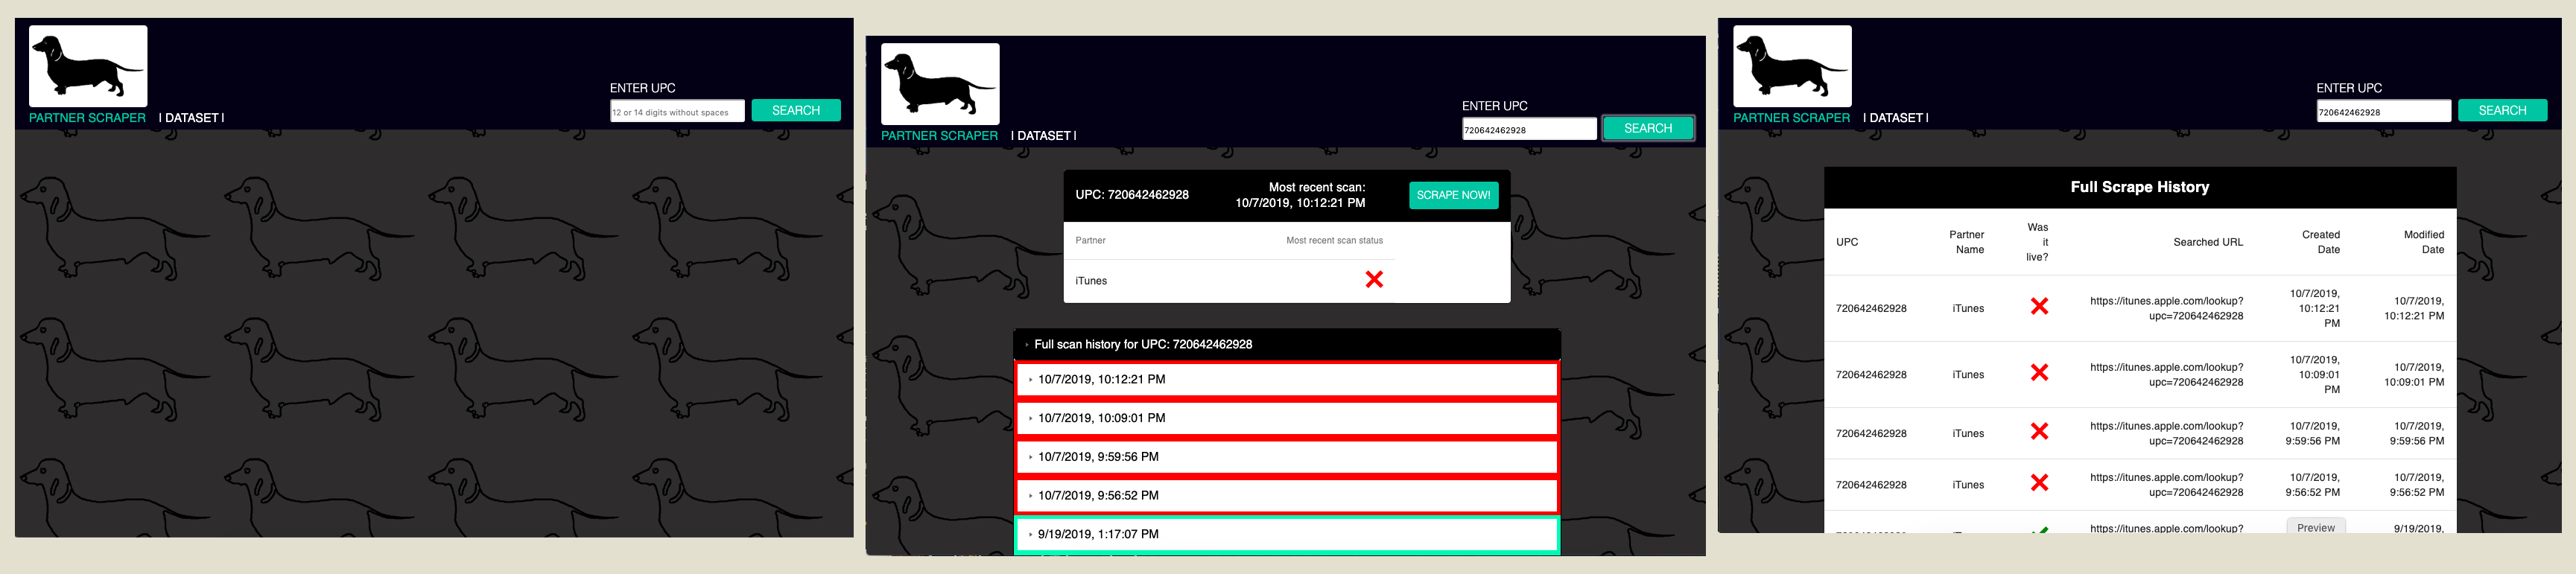 ENTER UPC
12 or 14 digits without spaces
SEARCH
PARTNER SCRAPER
| DATASET |
ENTER UPC
720642462928
SEARCH
PARTNER SCRAPER
| DATASET |
UPC: 720642462928
Most recent scan:
10/7/2019, 10:12:21 PM
SCRAPE NOW!
Partner
Most recent scan status
iTunes
Full scan history for UPC: 720642462928
10/7/2019, 10:12:21 PM
10/7/2019, 10:09:01 PM
10/7/2019, 9:59:56 PM
10/7/2019, 9:56:52 PM
9/19/2019, 1:17:07 PM
ENTER UPC
720642462928
SEARCH
PARTNER SCRAPER
| DATASET |
Full Scrape History
UPC
Partner
Name
Was
it
live?
Searched URL
Created
Date
Modified
Date
720642462928
iTunes
https://itunes.apple.com/lookup?
upc=720642462928
10/7/2019,
10:12:21
PM
10/7/2019,
10:12:21 PM
720642462928
iTunes
https://itunes.apple.com/lookup?
upc=720642462928
10/7/2019,
10:09:01
PM
10/7/2019,
10:09:01 PM
720642462928
iTunes
https://itunes.apple.com/lookup?
upc=720642462928
10/7/2019,
9:59:56 PM
10/7/2019,
9:59:56 PM
720642462928
iTunes
https://itunes.apple.com/lookup?
upc=720642462928
10/7/2019,
9:56:52 PM
10/7/2019,
9:56:52 PM
https://itunes.apple.com/lookup?
Preview
9/19/2019,